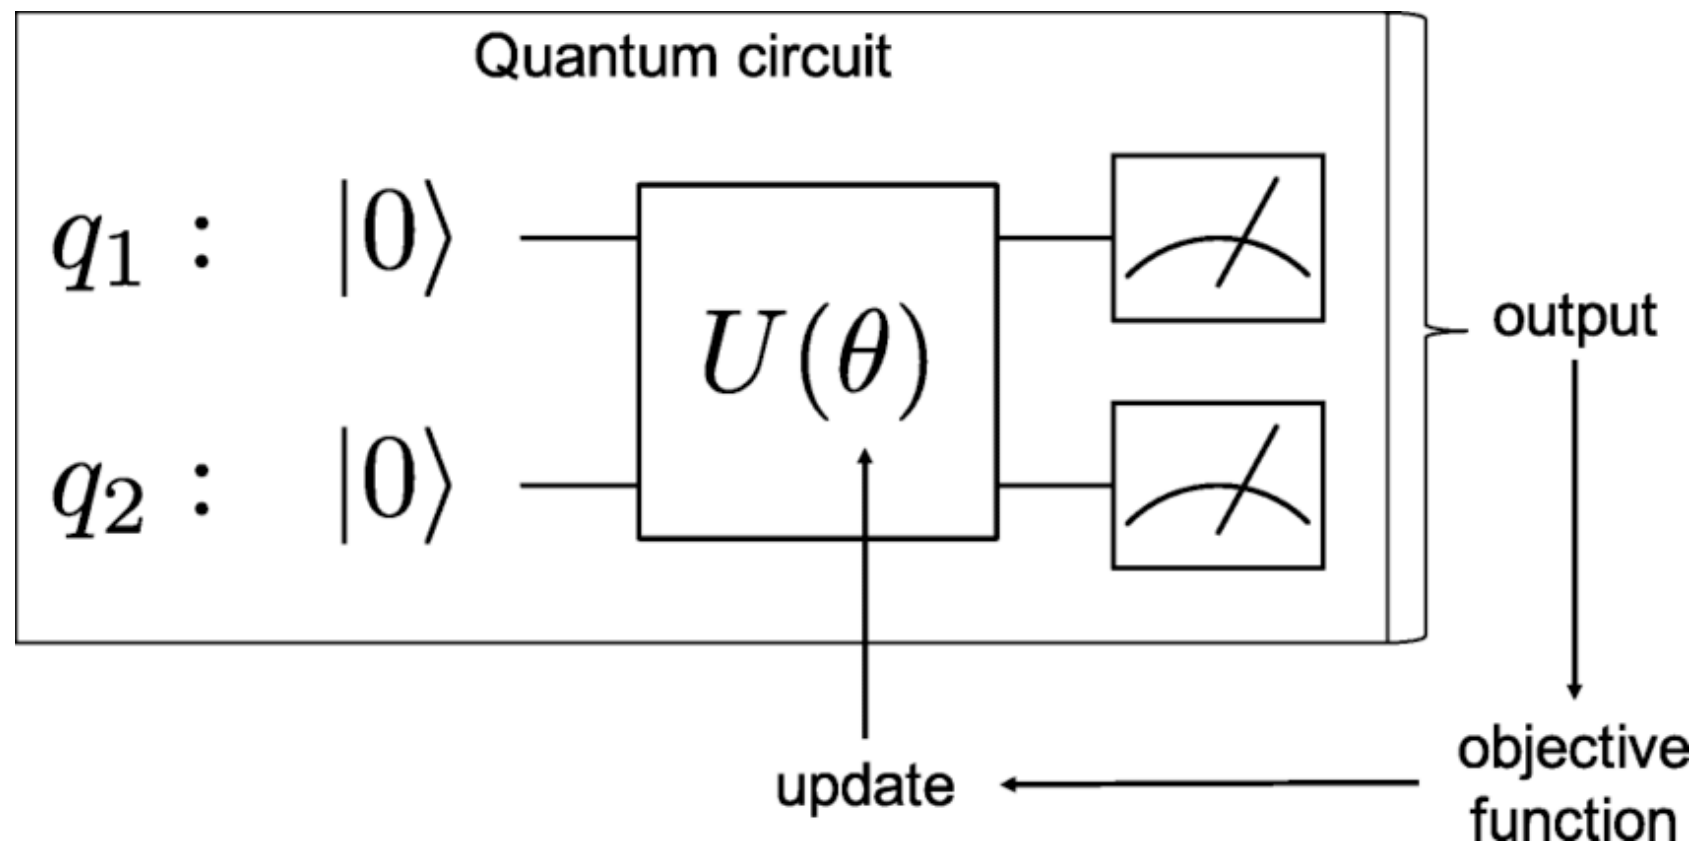 Quantum circuit
q₁ : |0⟩
U(θ)
q₂ : |0⟩
output
update
objective
function